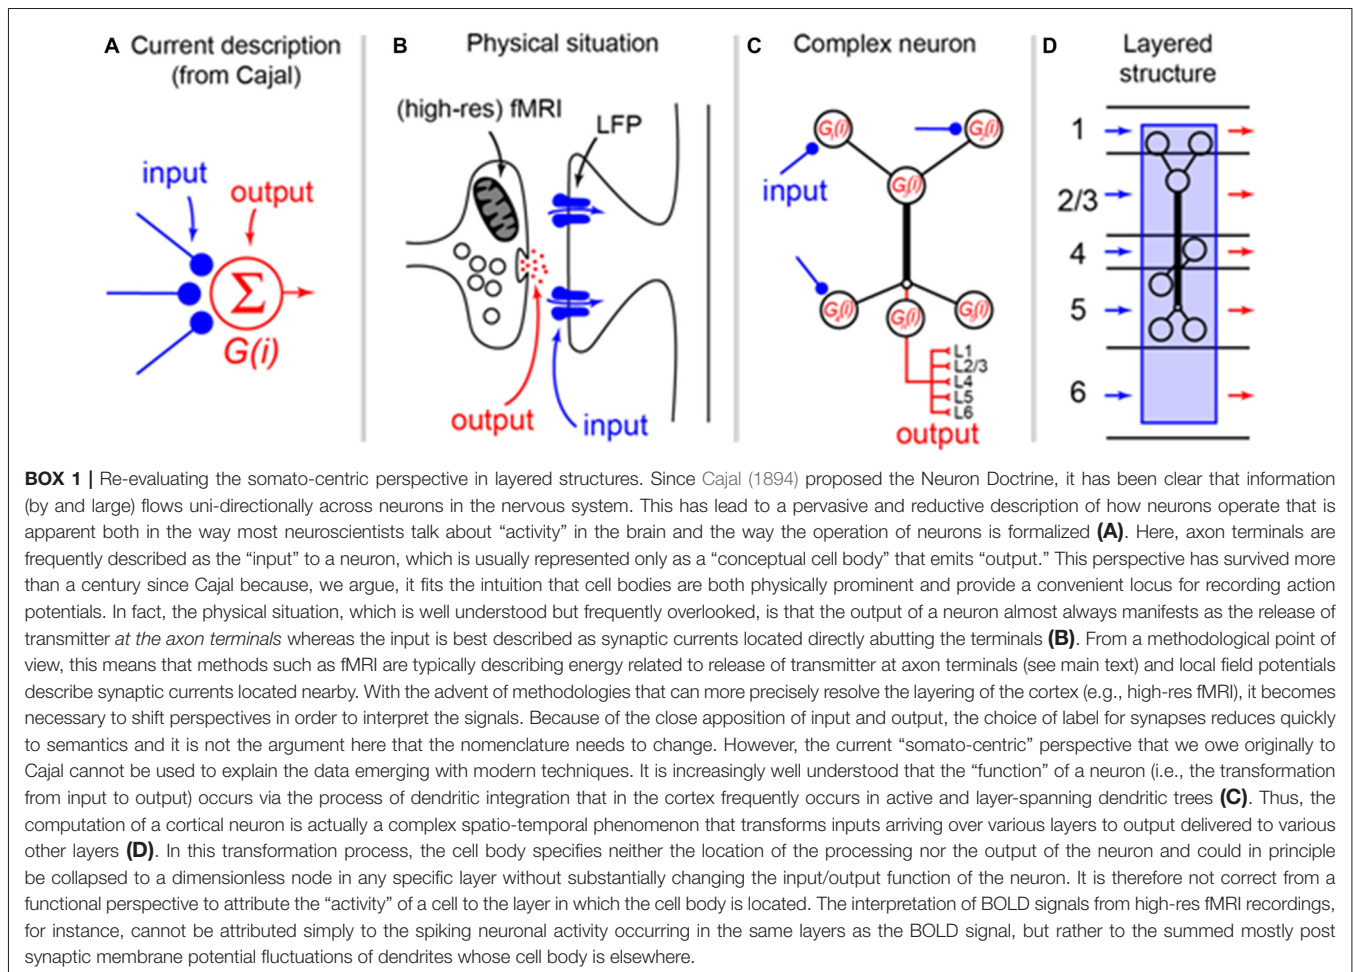 A Current description
(from Cajal)
input
output
Σ
G(i)
B Physical situation
(high-res) fMRI
LFP
output
input
C Complex neuron
input
L1
L2/3
L4
L5
L6
output
D Layered
structure
1
2/3
4
5
6
BOX 1 | Re-evaluating the somato-centric perspective in layered structures. Since Cajal (1894) proposed the Neuron Doctrine, it has been clear that information
(by and large) flows uni-directionally across neurons in the nervous system. This has lead to a pervasive and reductive description of how neurons operate that is
apparent both in the way most neuroscientists talk about “activity” in the brain and the way the operation of neurons is formalized (A). Here, axon terminals are
frequently described as the “input” to a neuron, which is usually represented only as a “conceptual cell body” that emits “output.” This perspective has survived more
than a century since Cajal because, we argue, it fits the intuition that cell bodies are both physically prominent and provide a convenient locus for recording action
potentials. In fact, the physical situation, which is well understood but frequently overlooked, is that the output of a neuron almost always manifests as the release of
transmitter at the axon terminals whereas the input is best described as synaptic currents located directly abutting the terminals (B). From a methodological point of
view, this means that methods such as fMRI are typically describing energy related to release of transmitter at axon terminals (see main text) and local field potentials
describe synaptic currents located nearby. With the advent of methodologies that can more precisely resolve the layering of the cortex (e.g., high-res fMRI), it becomes
necessary to shift perspectives in order to interpret the signals. Because of the close apposition of input and output, the choice of label for synapses reduces quickly
to semantics and it is not the argument here that the nomenclature needs to change. However, the current “somato-centric” perspective that we owe originally to
Cajal cannot be used to explain the data emerging with modern techniques. It is increasingly well understood that the “function” of a neuron (i.e., the transformation
from input to output) occurs via the process of dendritic integration that in the cortex frequently occurs in active and layer-spanning dendritic trees (C). Thus, the
computation of a cortical neuron is actually a complex spatio-temporal phenomenon that transforms inputs arriving over various layers to output delivered to various
other layers (D). In this transformation process, the cell body specifies neither the location of the processing nor the output of the neuron and could in principle
be collapsed to a dimensionless node in any specific layer without substantially changing the input/output function of the neuron. It is therefore not correct from a
functional perspective to attribute the “activity” of a cell to the layer in which the cell body is located. The interpretation of BOLD signals from high-res fMRI recordings,
for instance, cannot be attributed simply to the spiking neuronal activity occurring in the same layers as the BOLD signal, but rather to the summed mostly post
synaptic membrane potential fluctuations of dendrites whose cell body is elsewhere.